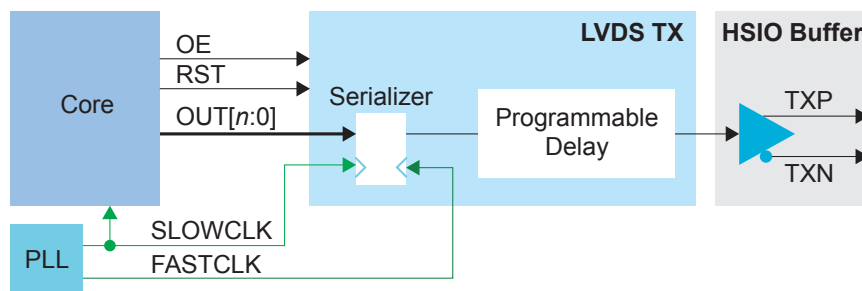 LVDS TX
HSIO Buffer
OE
RST
Core
Serializer
OUT[n:0]
Programmable
Delay
TXP
TXN
SLOWCLK
PLL
FASTCLK